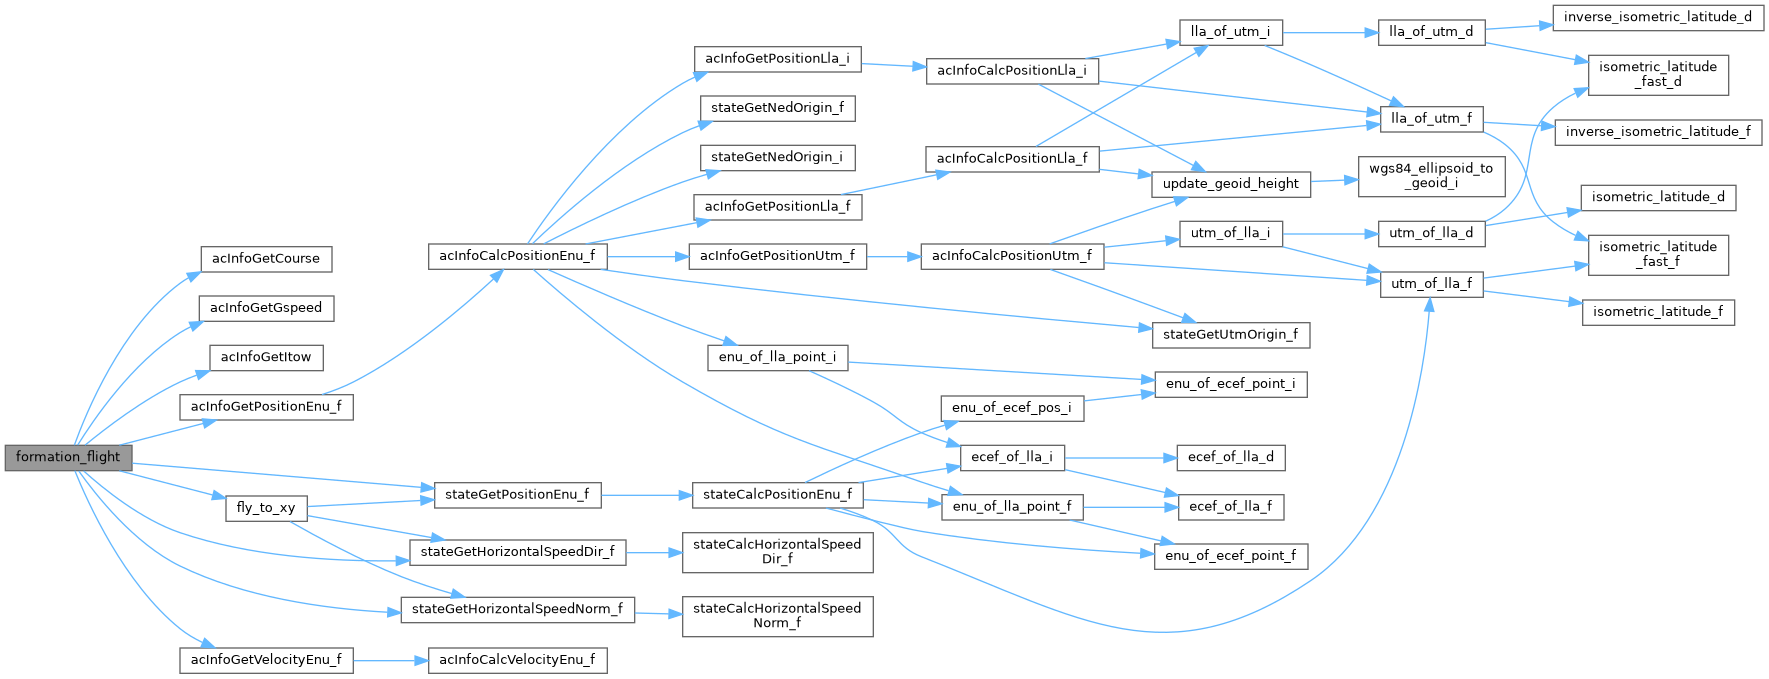 formation_flight
acInfoGetCourse
acInfoGetGspeed
acInfoGetItow
acInfoGetPositionEnu_f
fly_to_xy
acInfoGetVelocityEnu_f
acInfoCalcPositionEnu_f
stateGetPositionEnu_f
stateGetHorizontalSpeedDir_f
stateGetHorizontalSpeedNorm_f
acInfoCalcVelocityEnu_f
acInfoGetPositionLla_i
stateGetNedOrigin_f
stateGetNedOrigin_i
acInfoGetPositionLla_f
acInfoGetPositionUtm_f
enu_of_lla_point_i
stateCalcPositionEnu_f
stateCalcHorizontalSpeed
Dir_f
stateCalcHorizontalSpeed
Norm_f
acInfoCalcPositionLla_i
acInfoCalcPositionLla_f
acInfoCalcPositionUtm_f
enu_of_ecef_pos_i
ecef_of_lla_i
enu_of_lla_point_f
lla_of_utm_i
update_geoid_height
utm_of_lla_i
stateGetUtmOrigin_f
enu_of_ecef_point_i
ecef_of_lla_d
ecef_of_lla_f
enu_of_ecef_point_f
lla_of_utm_d
lla_of_utm_f
wgs84_ellipsoid_to
_geoid_i
utm_of_lla_d
utm_of_lla_f
inverse_isometric_latitude_d
isometric_latitude
_fast_d
inverse_isometric_latitude_f
isometric_latitude_d
isometric_latitude
_fast_f
isometric_latitude_f